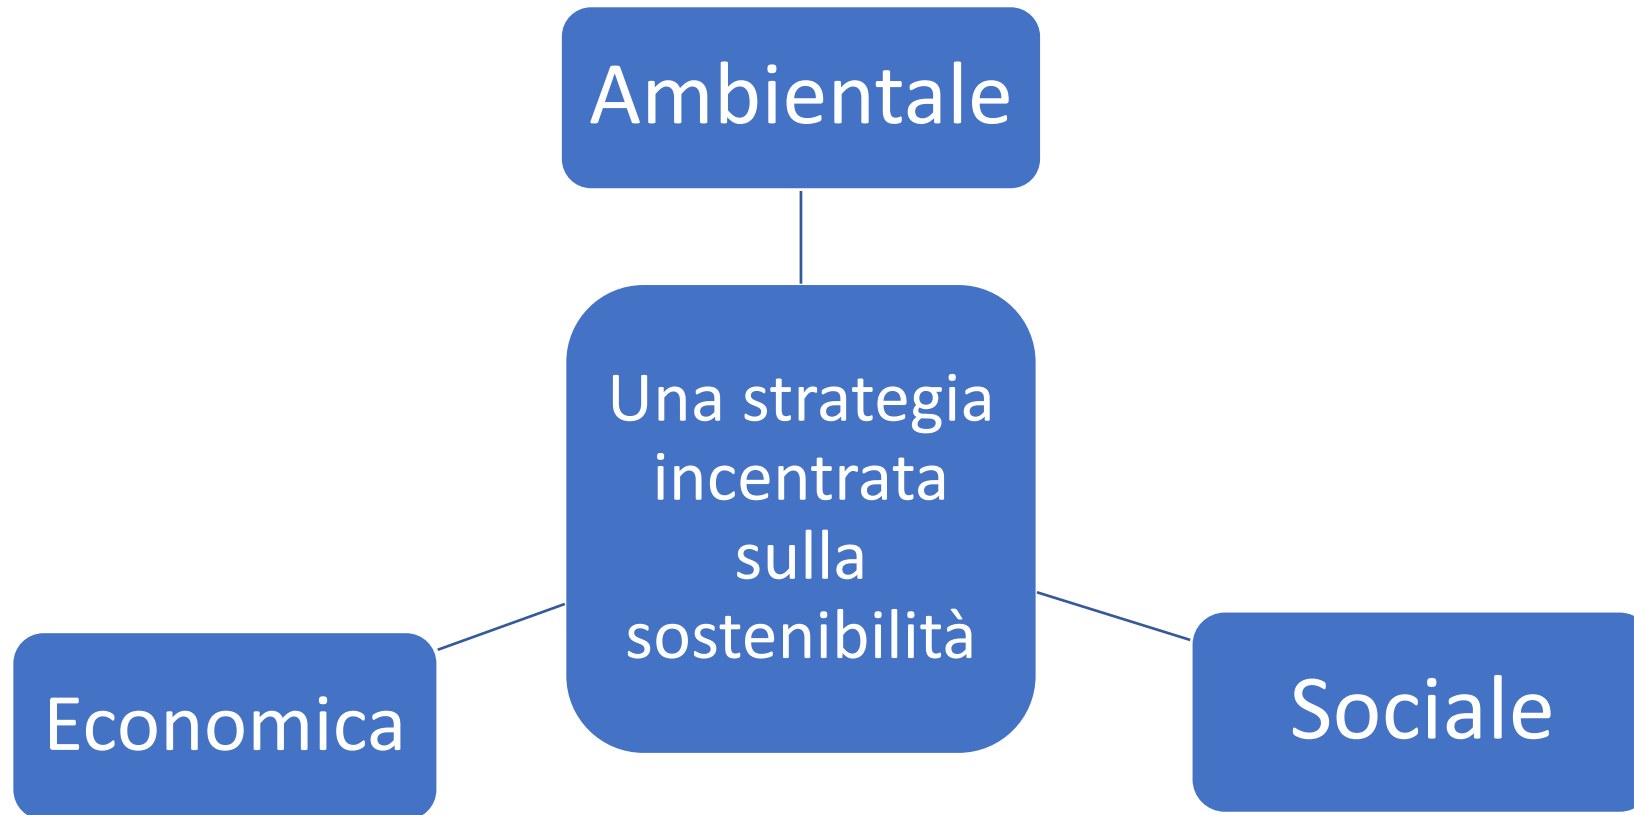 Ambientale
Una strategia
incentrata
sulla
sostenibilità
Economica
Sociale